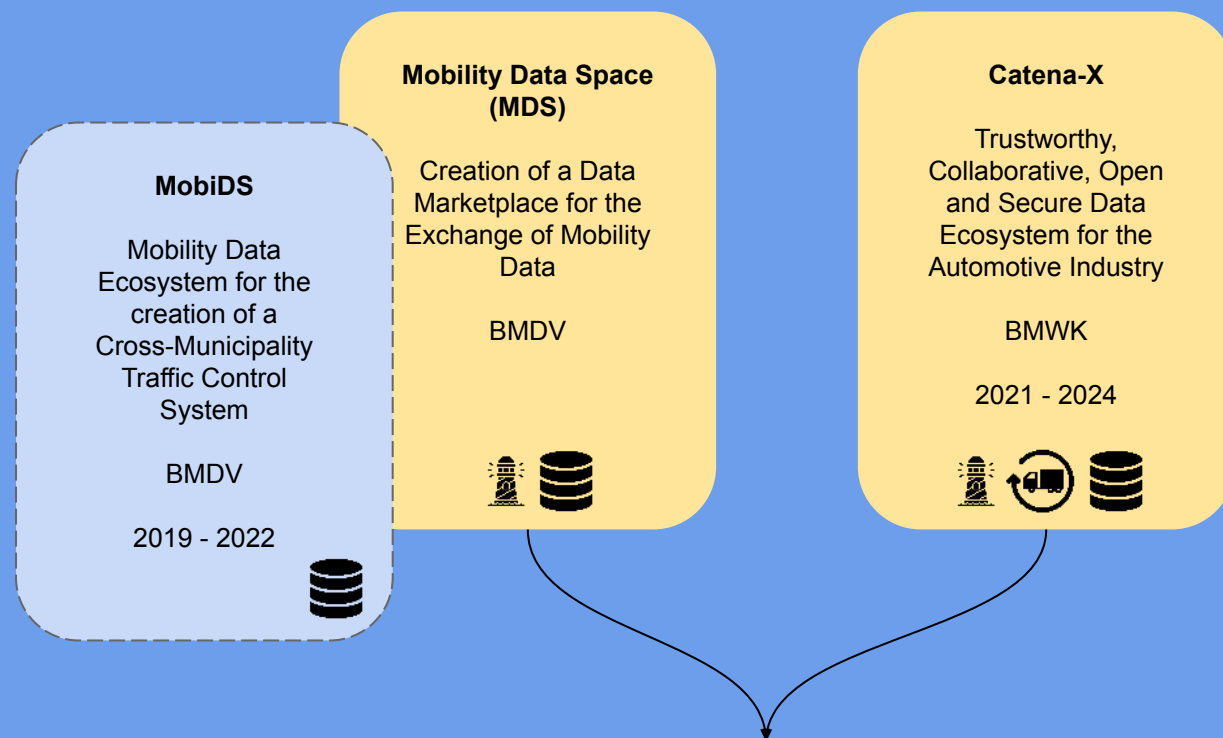 MobiDS
Mobility Data
Ecosystem for the
creation of a
Cross-Municipality
Traffic Control
System
BMDV
2019 - 2022
Mobility Data Space
(MDS)
Creation of a Data
Marketplace for the
Exchange of Mobility
Data
BMDV
Catena-X
Trustworthy,
Collaborative, Open
and Secure Data
Ecosystem for the
Automotive Industry
BMWK
2021 - 2024